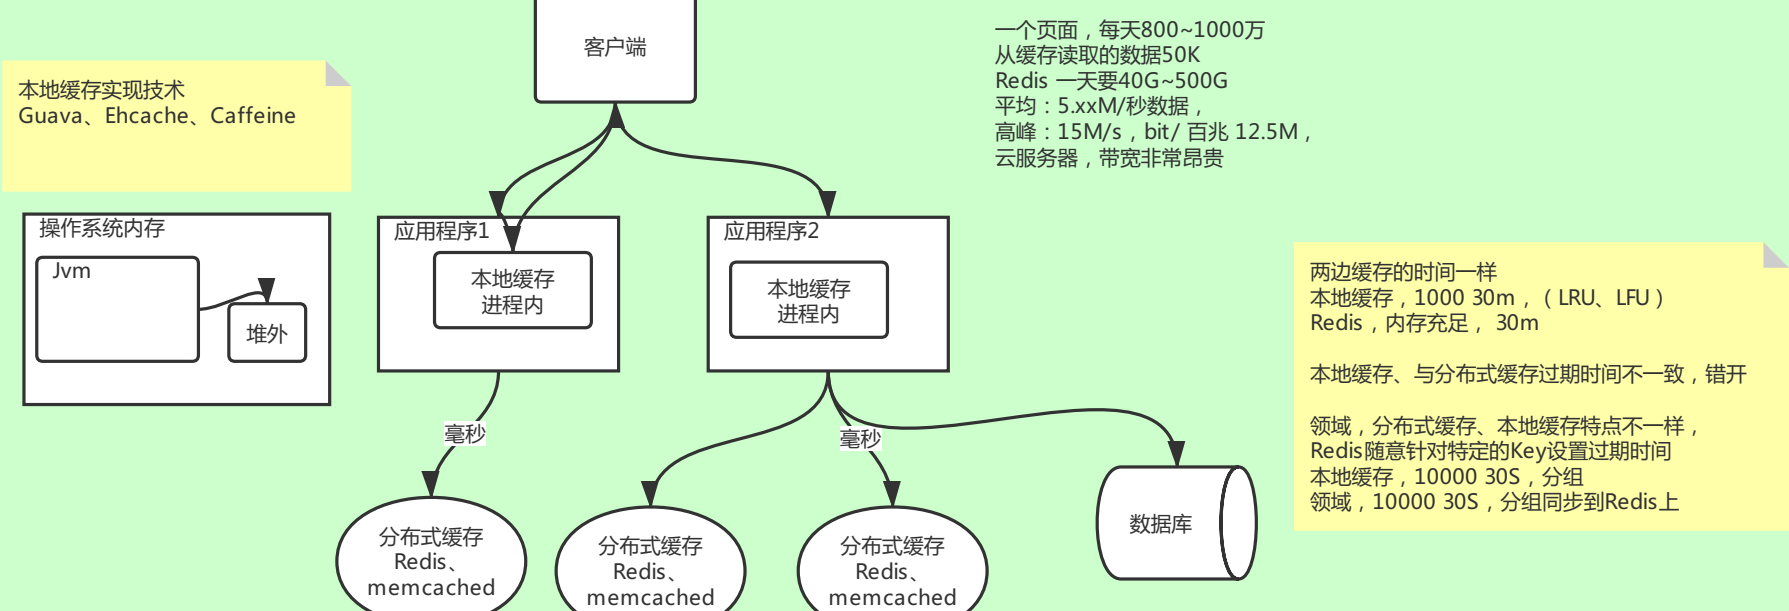 客户端
一个页面，每天800~1000万
从缓存读取的数据50K
Redis 一天要40G~500G
平均：5.xxM/秒数据，
高峰：15M/s，bit/ 百兆 12.5M，
云服务器，带宽非常昂贵
本地缓存实现技术
Guava、Ehcache、Caffeine
操作系统内存
Jvm
堆外
应用程序1
本地缓存
进程内
应用程序2
本地缓存
进程内
两边缓存的时间一样
本地缓存，1000 30m，（LRU、LFU）
Redis，内存充足， 30m
本地缓存、与分布式缓存过期时间不一致，错开
领域，分布式缓存、本地缓存特点不一样，
Redis随意针对特定的Key设置过期时间
本地缓存，10000 30S，分组
领域，10000 30S，分组同步到Redis上
毫秒
毫秒
分布式缓存
Redis、
memcached
分布式缓存
Redis、
memcached
分布式缓存
Redis、
memcached
数据库